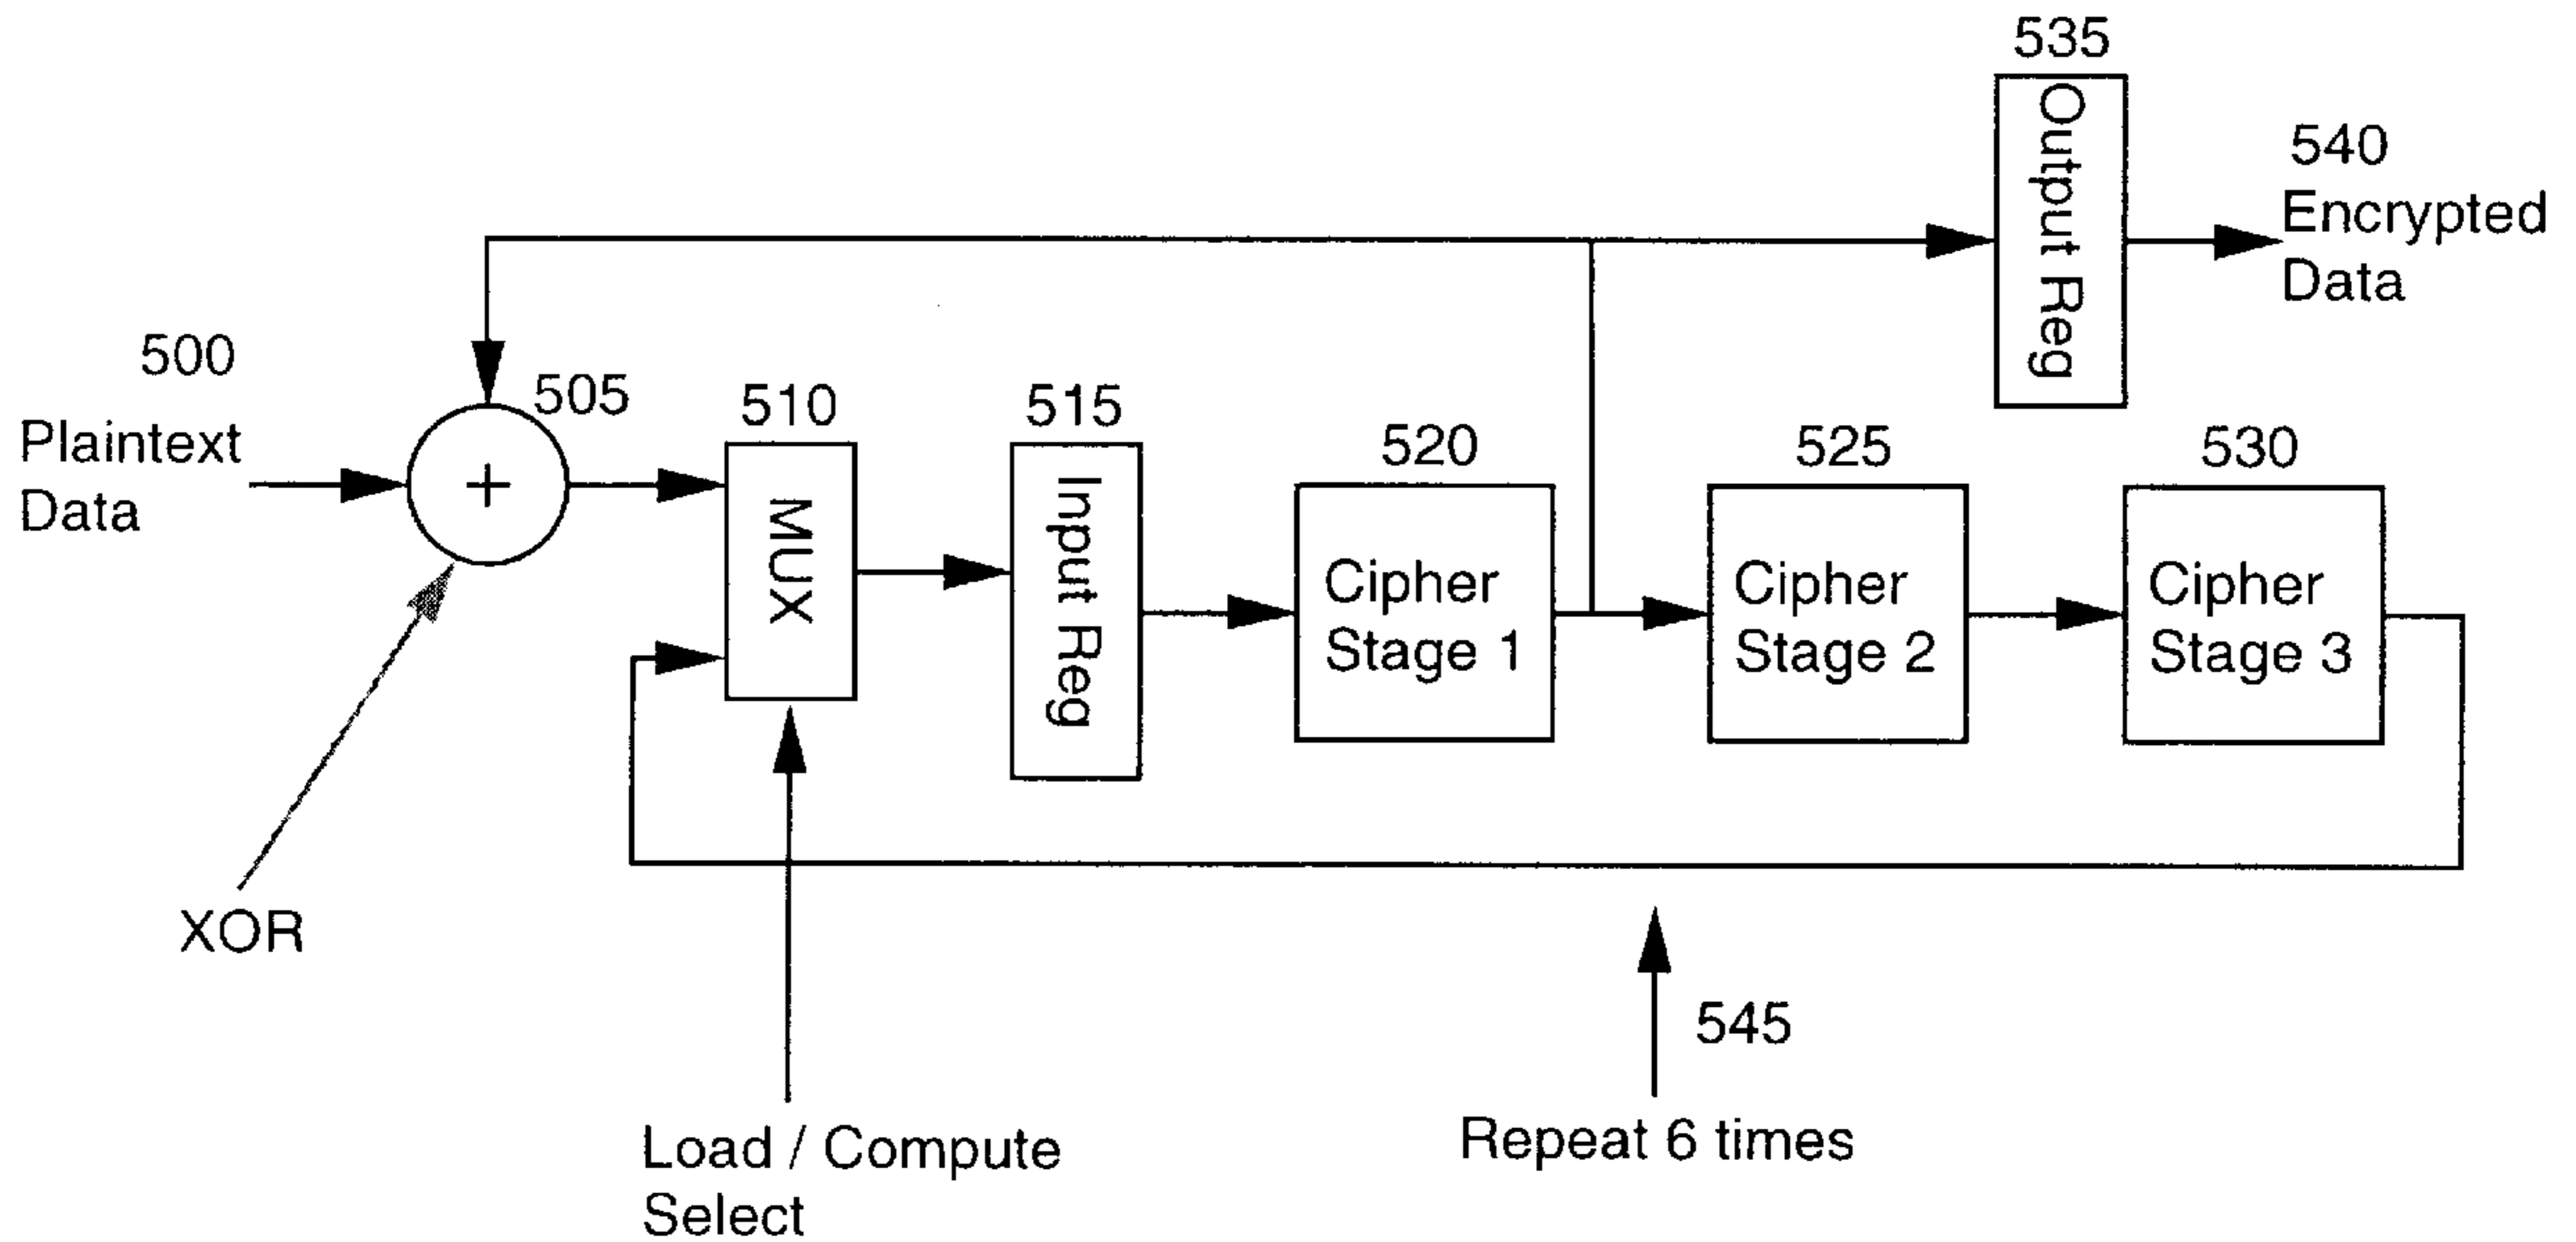 535
Output Reg
540
Encrypted
Data
500
Plaintext
Data
505
+
510
MUX
515
Input Reg
520
Cipher
Stage 1
525
Cipher
Stage 2
530
Cipher
Stage 3
XOR
545
Load / Compute
Select
Repeat 6 times